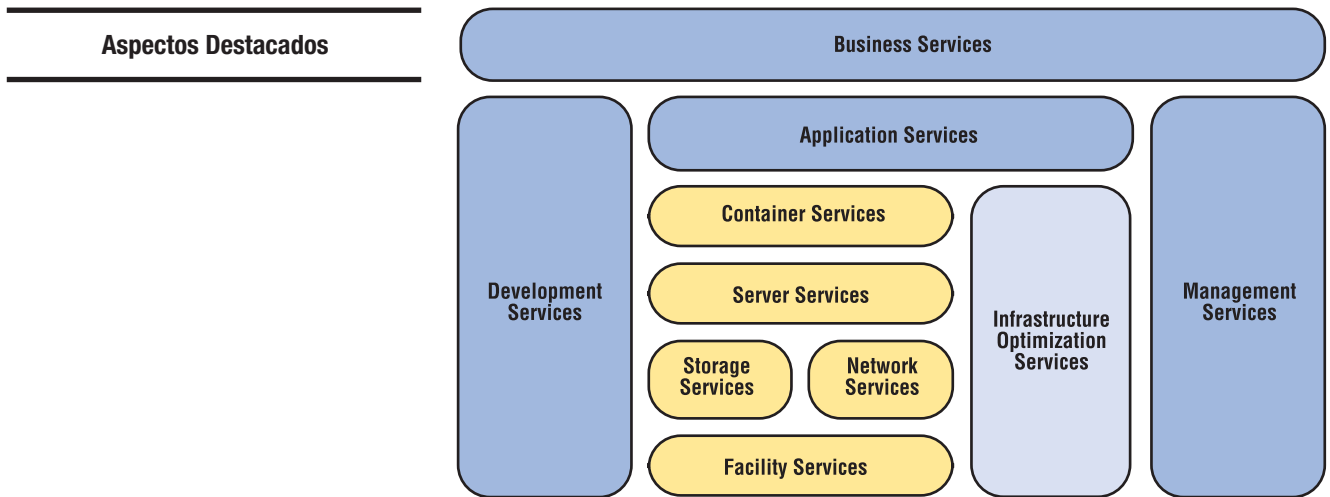 Aspectos Destacados
Business Services
Application Services
Container Services
Development
Services
Server Services
Management
Services
Infrastructure
Optimization
Services
Storage
Services
Network
Services
Facility Services